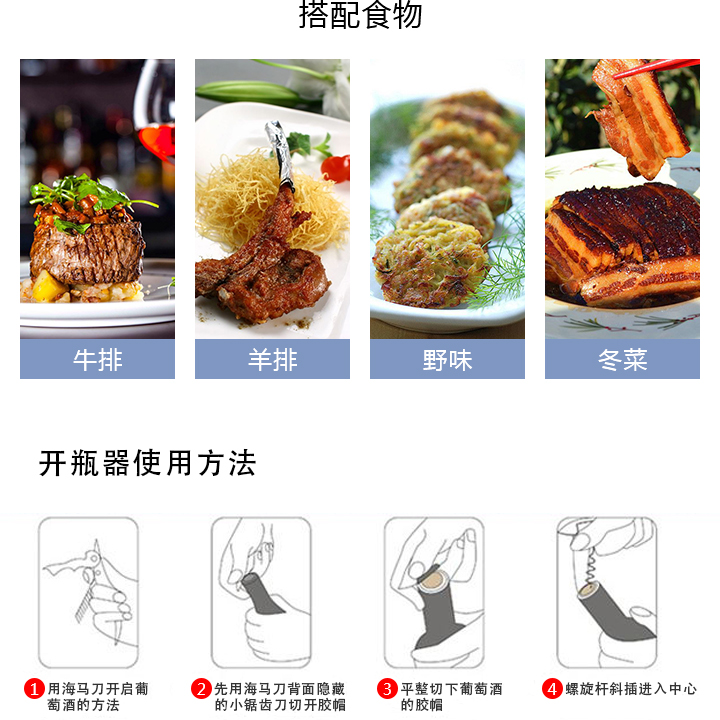 搭配食物
牛排
羊排
野味
冬菜
开瓶器使用方法
1 用海马刀开启葡
萄酒的方法
2 先用海马刀背面隐藏
的小锯齿刀切开胶帽
3 平整切下葡萄酒
的胶帽
4 螺旋杆斜插进入中心